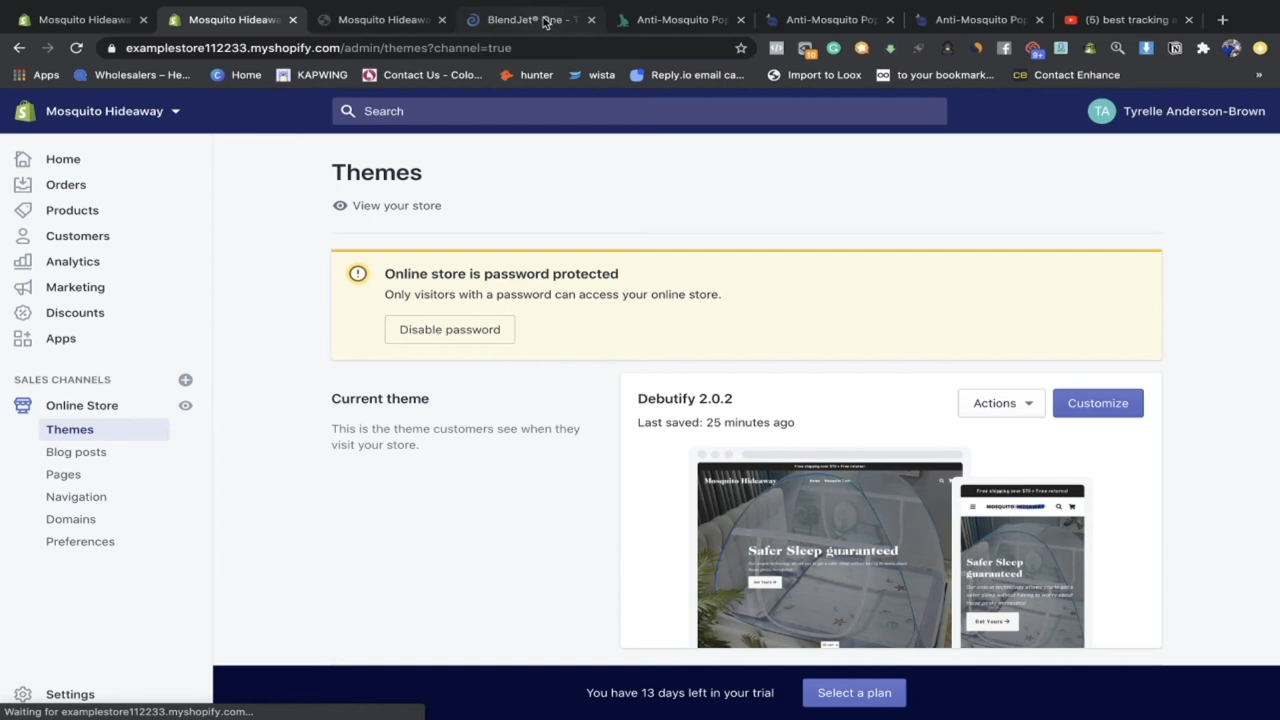 Mosquito Hideaway
Mosquito Hideaway
Mosquito Hideaway
BlendJet® One - T
Anti-Mosquito Pop
Anti-Mosquito Pop
Anti-Mosquito Pop
(5) best tracking a
examplestore112233.myshopify.com/admin/themes?channel=true
Apps
Wholesalers – He...
Home
KAPWING
Contact Us - Colo...
hunter
wista
Reply.io email ca...
Import to Loox
to your bookmark...
Contact Enhance
»
Mosquito Hideaway
Search
TA
Tyrelle Anderson-Brown
Home
Orders
Products
Customers
Analytics
Marketing
Discounts
Apps
SALES CHANNELS
Online Store
Themes
Blog posts
Pages
Navigation
Domains
Preferences
Settings
Themes
View your store
Online store is password protected
Only visitors with a password can access your online store.
Disable password
Current theme
This is the theme customers see when they
visit your store.
Debutify 2.0.2
Last saved: 25 minutes ago
Actions
Customize
Free shipping over $70 + Free returns!
Mosquito Hideaway
Safer Sleep guaranteed
Get Yours →
Free shipping over $70 + Free returns!
MOSQUITO HIDEAWAY
Safer Sleep
guaranteed
Get Yours →
You have 13 days left in your trial
Select a plan
Waiting for examplestore112233.myshopify.com...